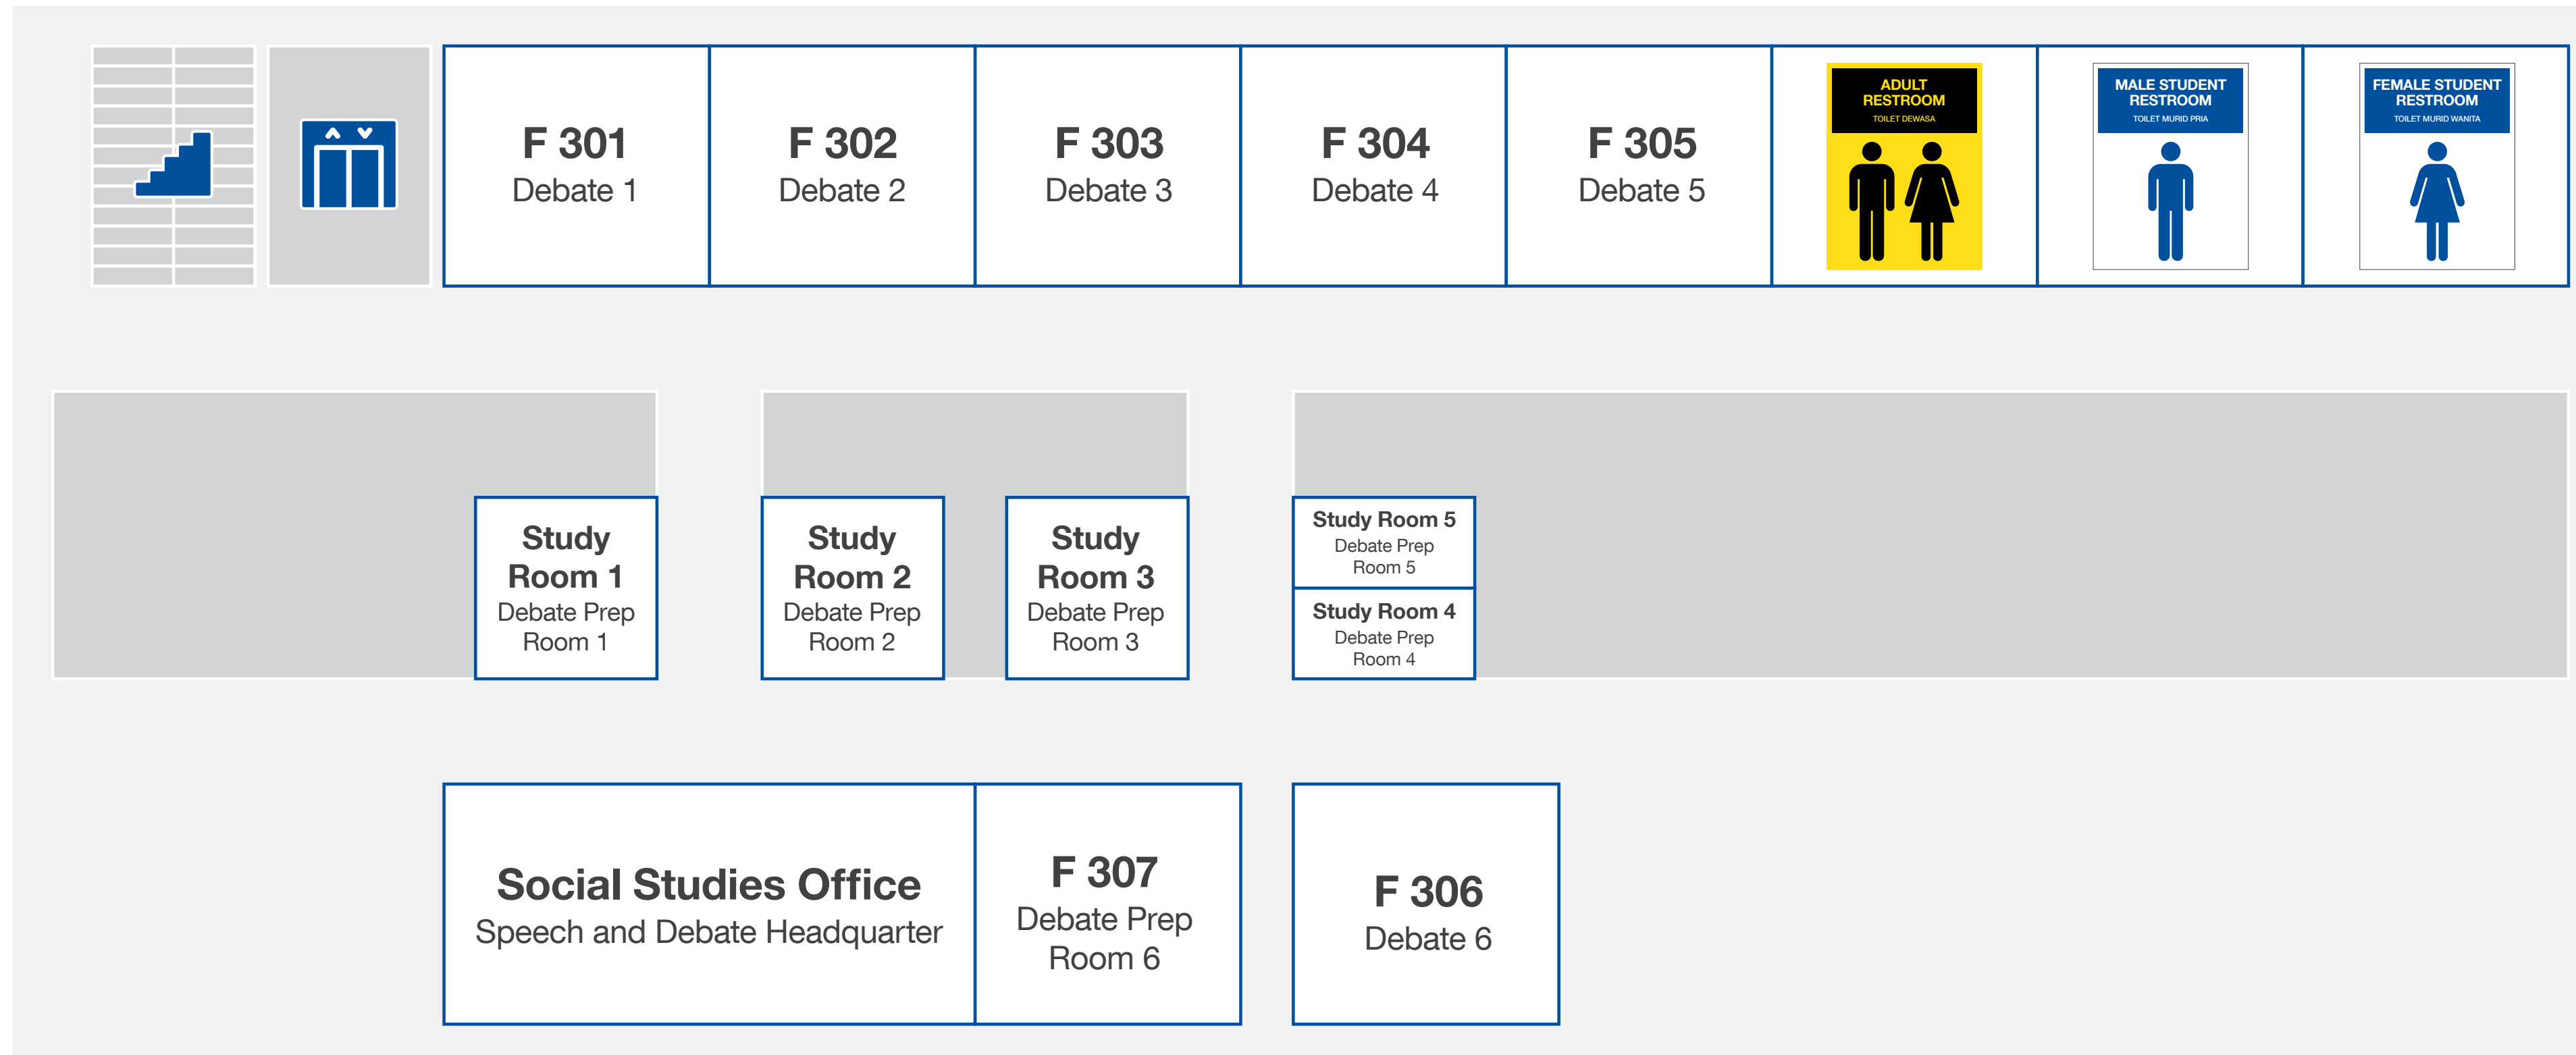 F 301
Debate 1
F 302
Debate 2
F 303
Debate 3
F 304
Debate 4
F 305
Debate 5
ADULT
RESTROOM
TOILET DEWASA
MALE STUDENT
RESTROOM
TOILET MURID PRIA
FEMALE STUDENT
RESTROOM
TOILET MURID WANITA
Study
Room 1
Debate Prep
Room 1
Study
Room 2
Debate Prep
Room 2
Study
Room 3
Debate Prep
Room 3
Study Room 5
Debate Prep
Room 5
Study Room 4
Debate Prep
Room 4
Social Studies Office
Speech and Debate Headquarter
F 307
Debate Prep
Room 6
F 306
Debate 6